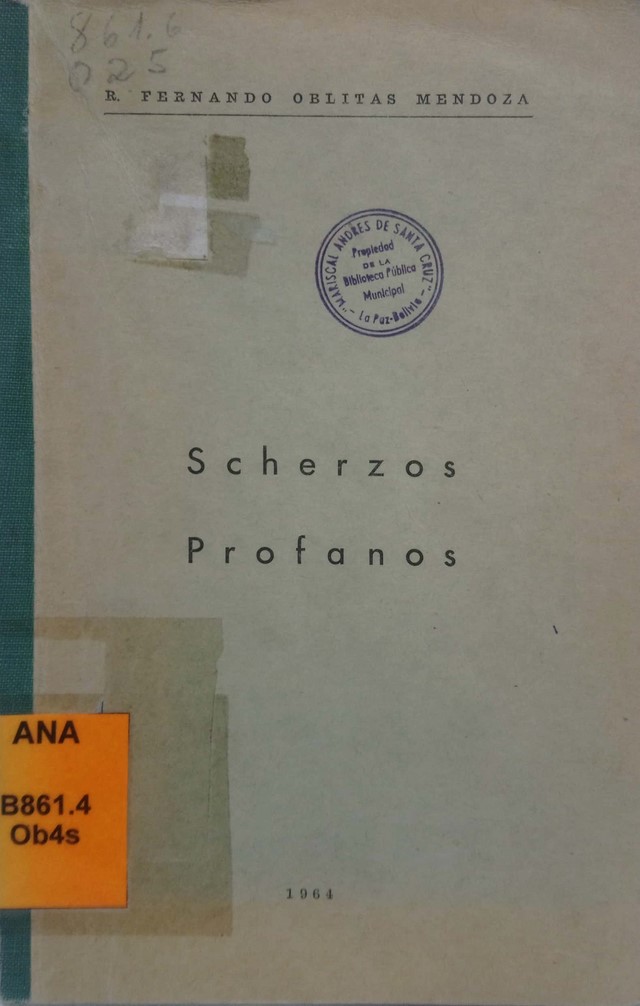 861.6
025
R. FERNANDO OBLITAS MENDOZA
"MARISCAL ANDRES DE SANTA CRUZ"
Propiedad
DE LA
Biblioteca Pública
Municipal
- La Paz-Bolivia -
Scherzos
Profanos
ANA
B861.4
Ob4s
1964